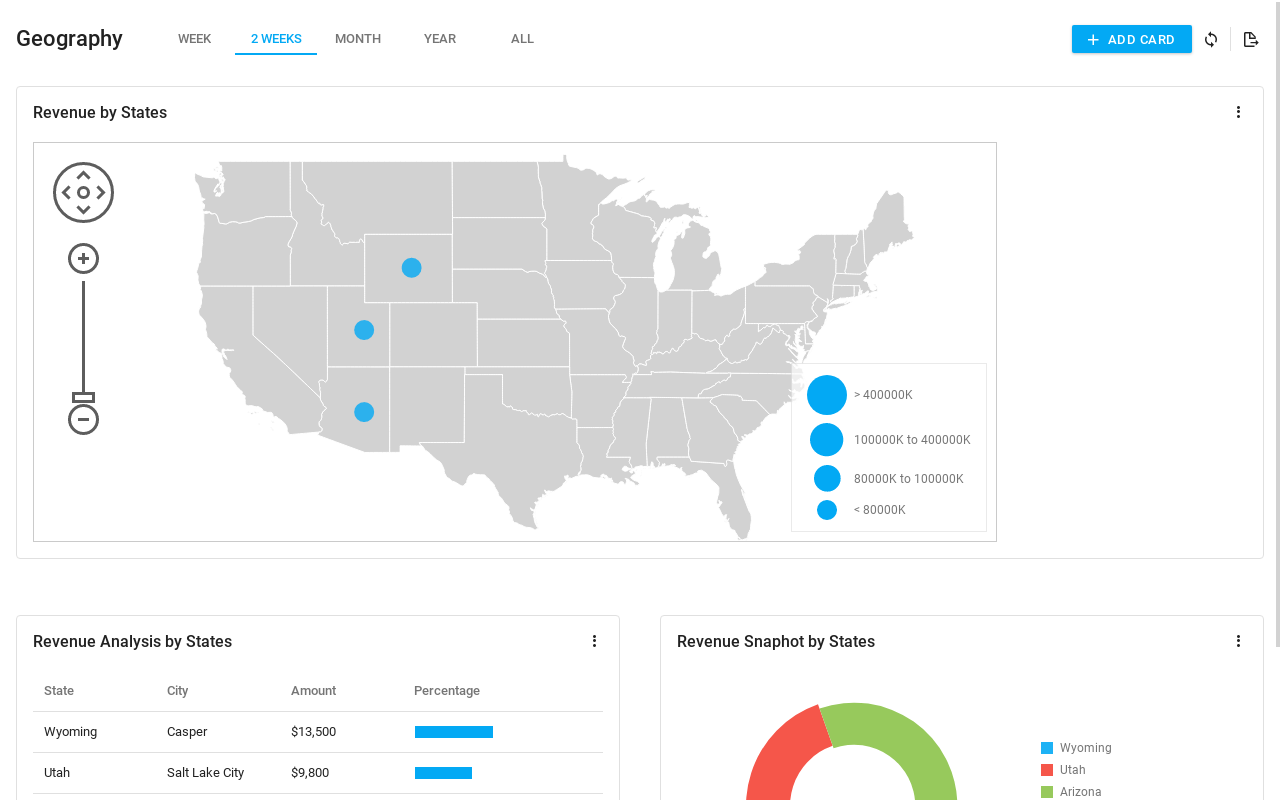 Geography
WEEK
2 WEEKS
MONTH
YEAR
ALL
ADD CARD
Revenue by States
> 400000K
100000K to 400000K
80000K to 100000K
< 80000K
Revenue Analysis by States
State City Amount Percentage
Wyoming Casper $13,500
Utah Salt Lake City $9,800
Revenue Snaphot by States
Wyoming
Utah
Arizona